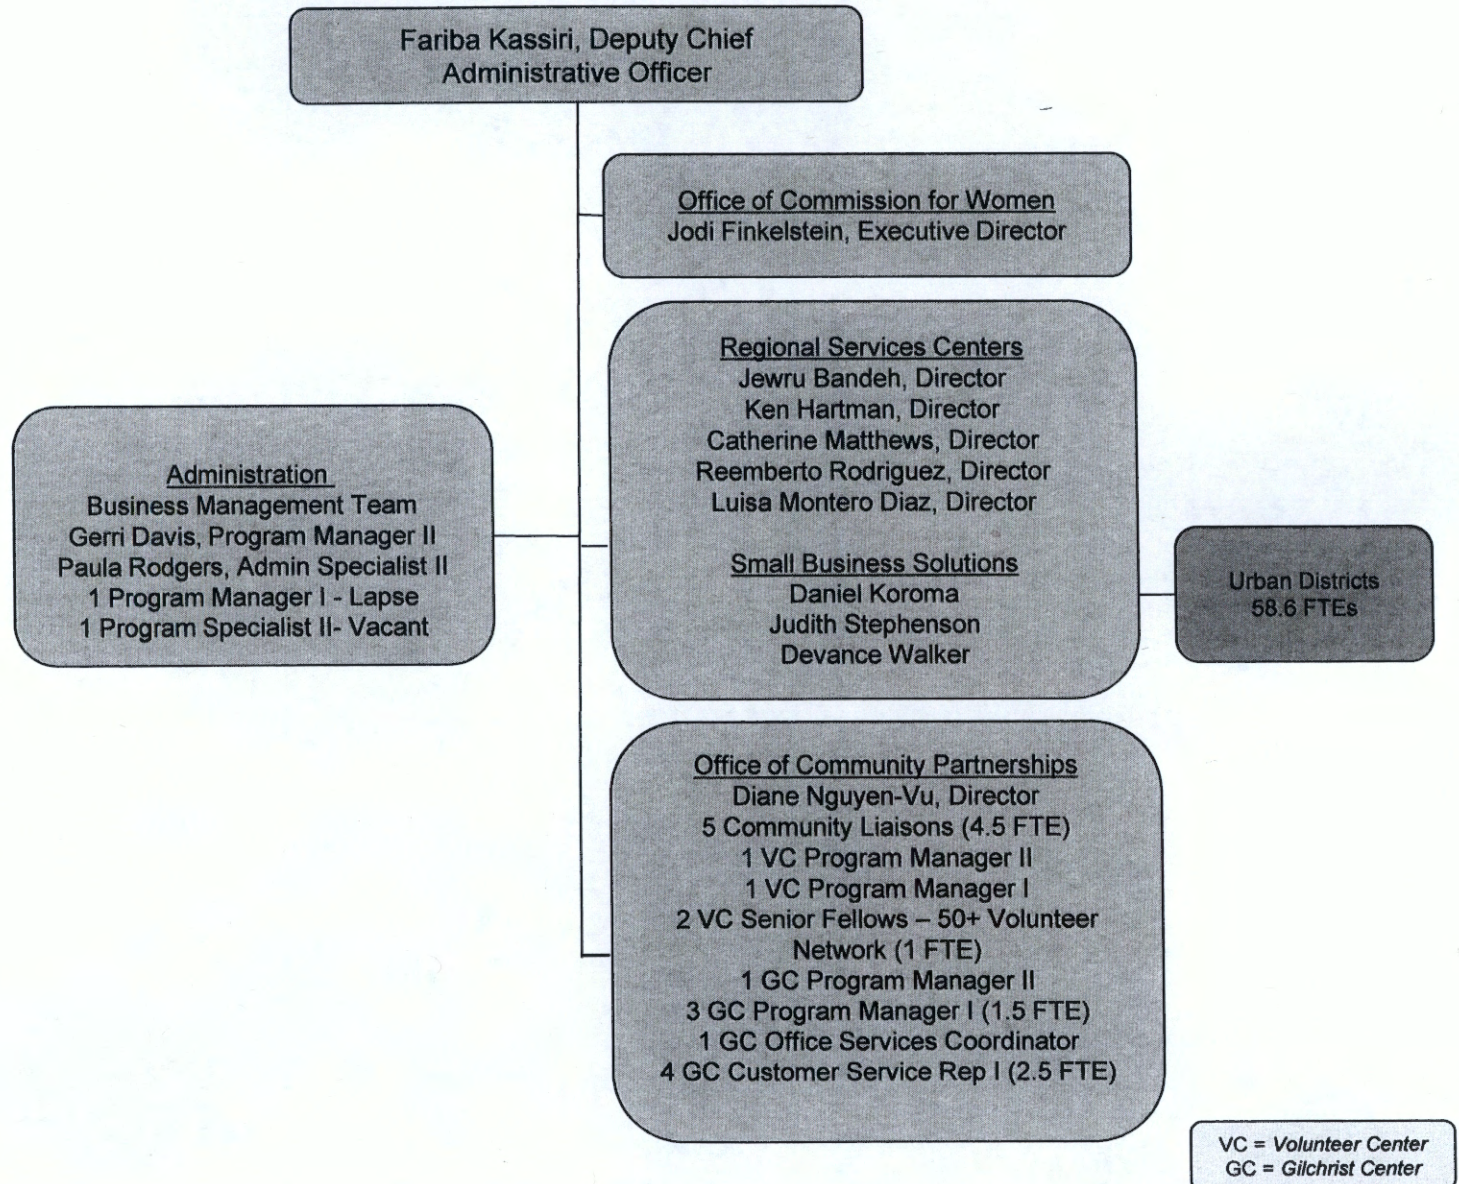 Fariba Kassiri, Deputy Chief
Administrative Officer
Office of Commission for Women
Jodi Finkelstein, Executive Director
Regional Services Centers
Jewru Bandeh, Director
Ken Hartman, Director
Catherine Matthews, Director
Reemberto Rodriguez, Director
Luisa Montero Diaz, Director
Small Business Solutions
Daniel Koroma
Judith Stephenson
Devance Walker
Administration
Business Management Team
Gerri Davis, Program Manager II
Paula Rodgers, Admin Specialist II
1 Program Manager I - Lapse
1 Program Specialist II- Vacant
Urban Districts
58.6 FTEs
Office of Community Partnerships
Diane Nguyen-Vu, Director
5 Community Liaisons (4.5 FTE)
1 VC Program Manager II
1 VC Program Manager I
2 VC Senior Fellows – 50+ Volunteer
Network (1 FTE)
1 GC Program Manager II
3 GC Program Manager I (1.5 FTE)
1 GC Office Services Coordinator
4 GC Customer Service Rep I (2.5 FTE)
VC = Volunteer Center
GC = Gilchrist Center